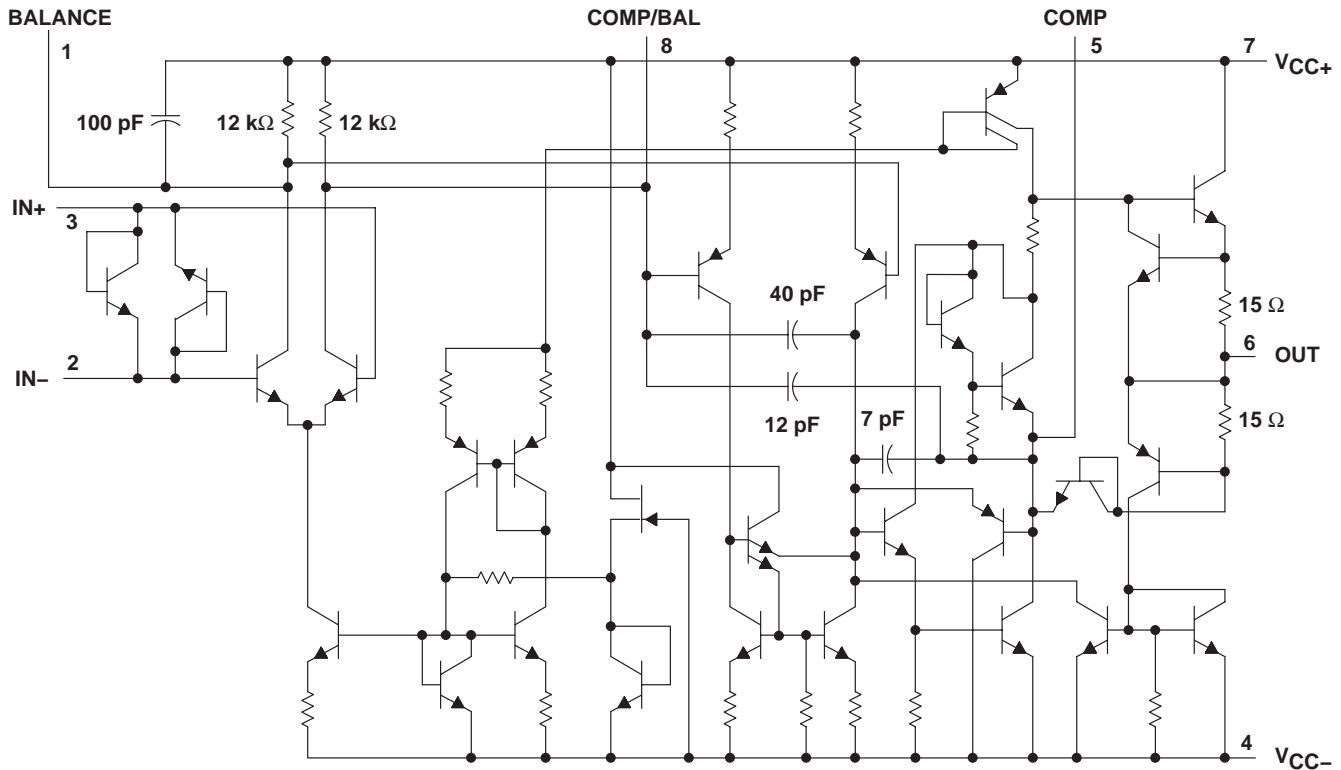 BALANCE
COMP/BAL
COMP
1
8
5
7
VCC+
100 pF
12 kΩ
12 kΩ
IN+
3
40 pF
15 Ω
6
OUT
2
IN−
12 pF
7 pF
15 Ω
4
VCC−